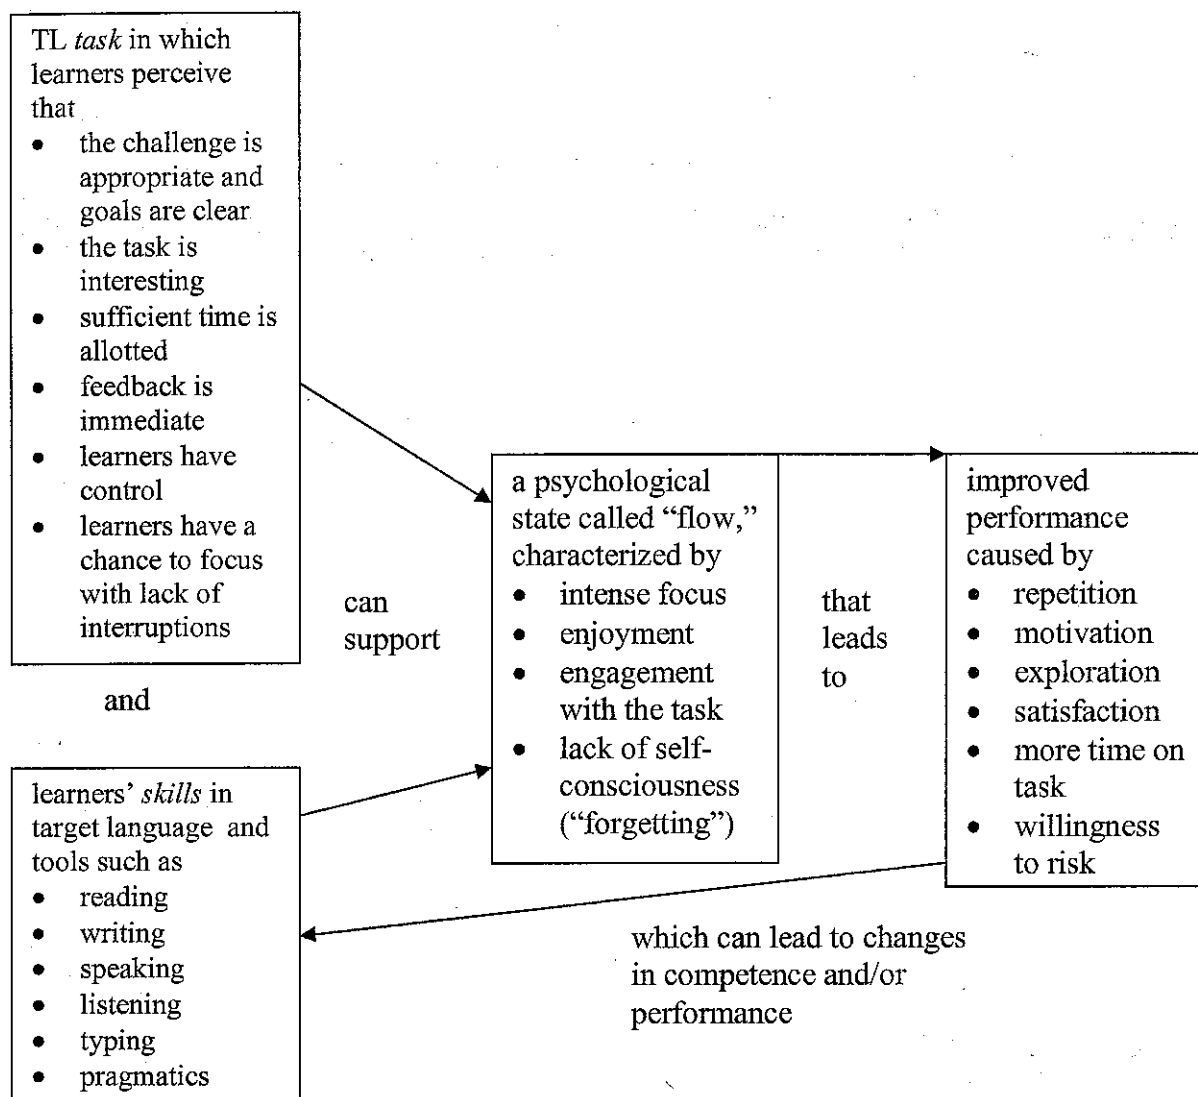 TL task in which
learners perceive
that
• the challenge is
appropriate and
goals are clear
• the task is
interesting
• sufficient time is
allotted
• feedback is
immediate
• learners have
control
• learners have a
chance to focus
with lack of
interruptions
and
learners' skills in
target language and
tools such as
• reading
• writing
• speaking
• listening
• typing
• pragmatics
can
support
a psychological
state called “flow,”
characterized by
• intense focus
• enjoyment
• engagement
with the task
• lack of self-
consciousness
(“forgetting”)
that
leads
to
improved
performance
caused by
• repetition
• motivation
• exploration
• satisfaction
• more time on
task
• willingness
to risk
which can lead to changes
in competence and/or
performance